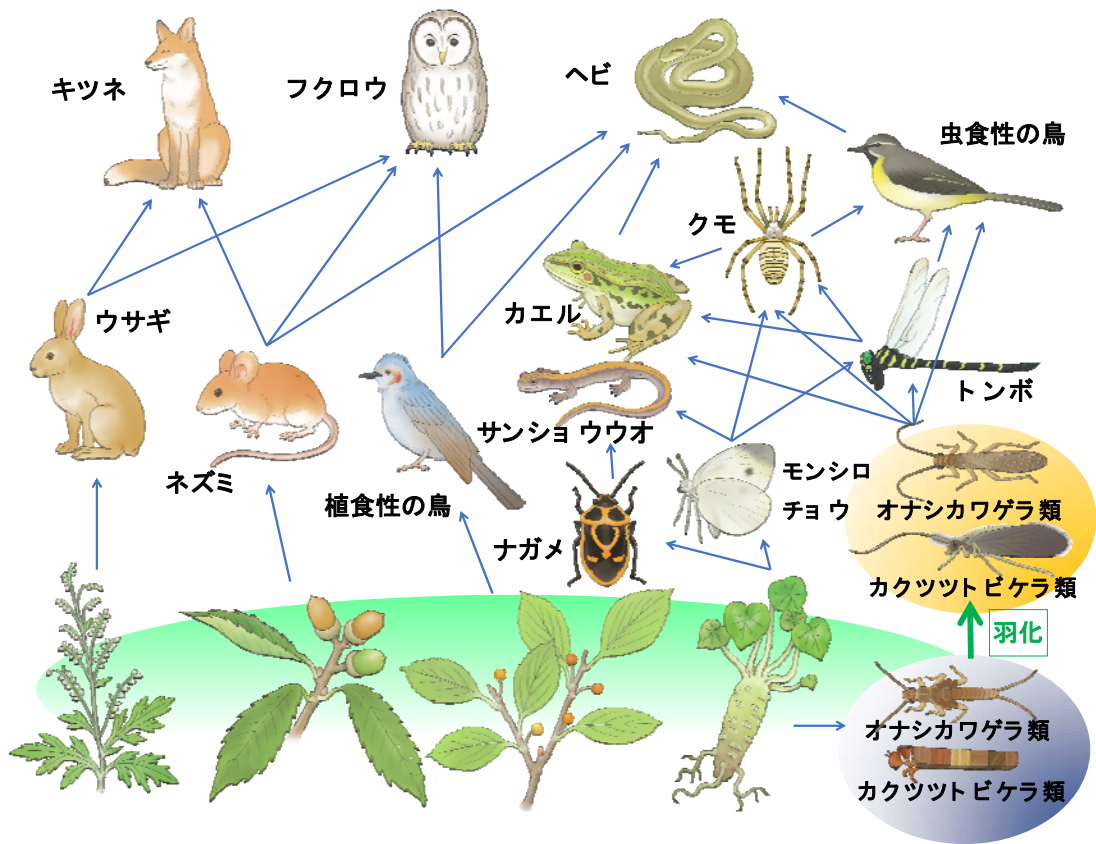 キツネ
フクロウ
ヘビ
虫食性の鳥
クモ
ウサギ
カエル
トンボ
サンショウウオ
ネズミ
植食性の鳥
モンシロ
チョウ
オナシカワゲラ類
ナガメ
カクツツトビケラ類
羽化
オナシカワゲラ類
カクツツトビケラ類